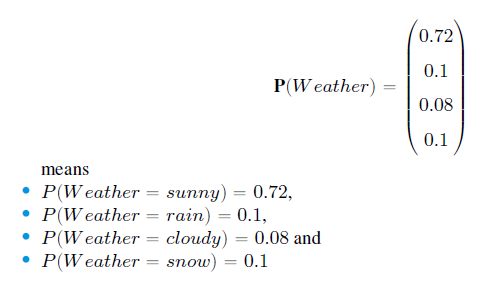 P(Weather) = (0.72
0.1
0.08
0.1)
means
• P(Weather = sunny) = 0.72,
• P(Weather = rain) = 0.1,
• P(Weather = cloudy) = 0.08 and
• P(Weather = snow) = 0.1